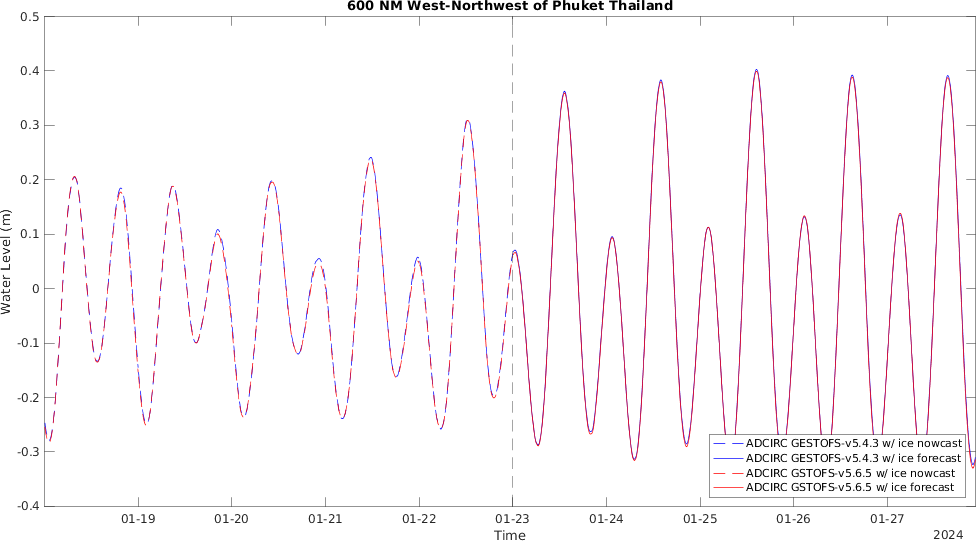 600 NM West-Northwest of Phuket Thailand
0.5
0.4
0.3
0.2
0.1
0
-0.1
-0.2
-0.3
-0.4
Water Level (m)
ADCIRC GESTOFS-v5.4.3 w/ ice nowcast
ADCIRC GESTOFS-v5.4.3 w/ ice forecast
ADCIRC GSTOFS-v5.6.5 w/ ice nowcast
ADCIRC GSTOFS-v5.6.5 w/ ice forecast
01-19 01-20 01-21 01-22 01-23 01-24 01-25 01-26 01-27
Time
2024